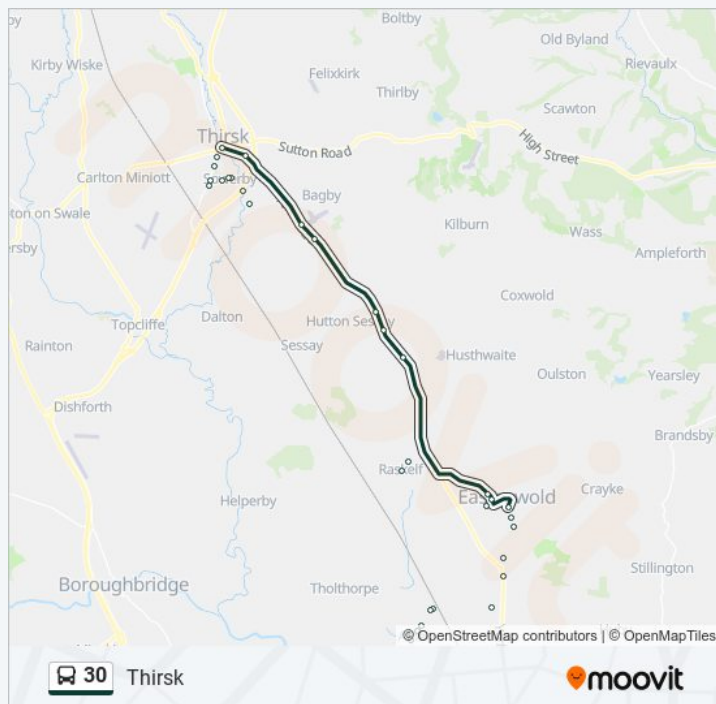 Boltby
Old Byland
Kirby Wiske
Rievaulx
Felixkirk
Thirlby
Scawton
Thirsk
Sutton Road
High Street
Carlton Miniott
Sowerby
Bagby
ton on Swale
Kilburn
Wass
ersby
Ampleforth
Coxwold
Topcliffe
Dalton
Hutton Sessay
Rainton
Sessay
Husthwaite
Oulston
Yearsley
Dishforth
Brandsby
Raskelf
Crayke
Helperby
Stillington
Boroughbridge
Tholthorpe
© OpenStreetMap contributors | © OpenMapTiles
30 Thirsk
moovit